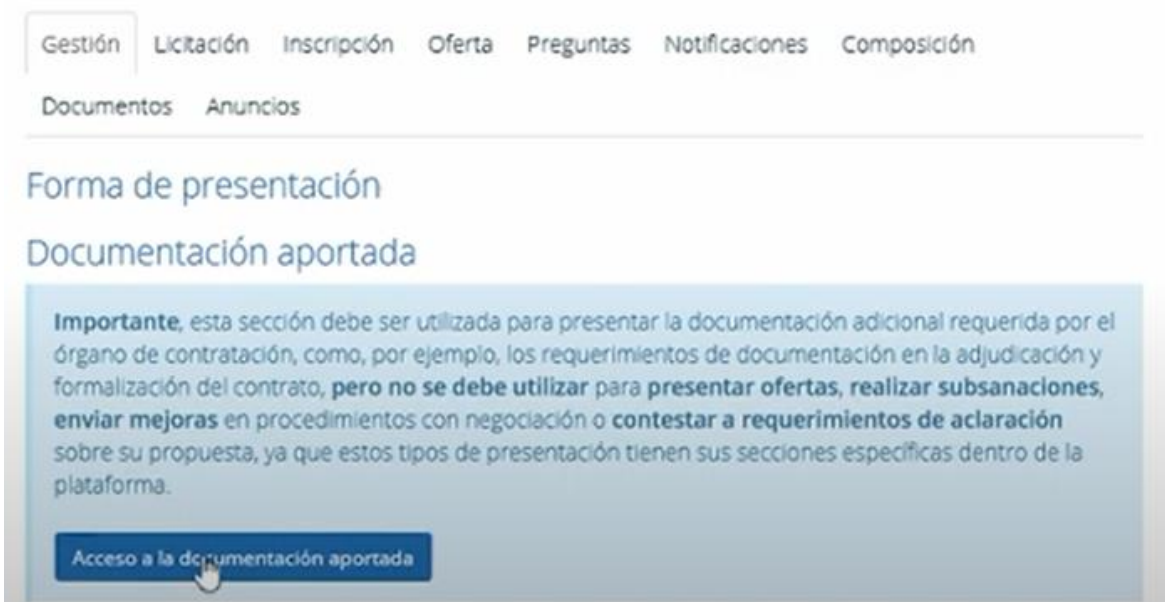 Gestión Licitación Inscripción Oferta Preguntas Notificaciones Composición
Documentos Anuncios
Forma de presentación
Documentación aportada
Importante, esta sección debe ser utilizada para presentar la documentación adicional requerida por el
órgano de contratación, como, por ejemplo, los requerimientos de documentación en la adjudicación y
formalización del contrato, pero no se debe utilizar para presentar ofertas, realizar subsanaciones,
enviar mejoras en procedimientos con negociación o contestar a requerimientos de aclaración
sobre su propuesta, ya que estos tipos de presentación tienen sus secciones específicas dentro de la
plataforma.
Acceso a la documentación aportada